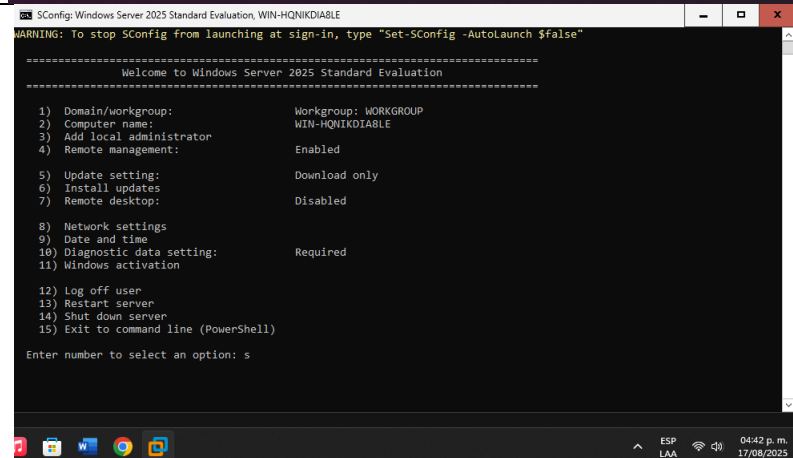 SConfig: Windows Server 2025 Standard Evaluation, WIN-HQNIKDIA8LE
WARNING: To stop SConfig from launching at sign-in, type "Set-SConfig -AutoLaunch $false"
================================================================================
Welcome to Windows Server 2025 Standard Evaluation
================================================================================
1) Domain/workgroup: Workgroup: WORKGROUP
2) Computer name: WIN-HQNIKDIA8LE
3) Add local administrator
4) Remote management: Enabled
5) Update setting: Download only
6) Install updates
7) Remote desktop: Disabled
8) Network settings
9) Date and time
10) Diagnostic data setting: Required
11) Windows activation
12) Log off user
13) Restart server
14) Shut down server
15) Exit to command line (PowerShell)
Enter number to select an option: s
ESP
LAA
04:42 p. m.
17/08/2025